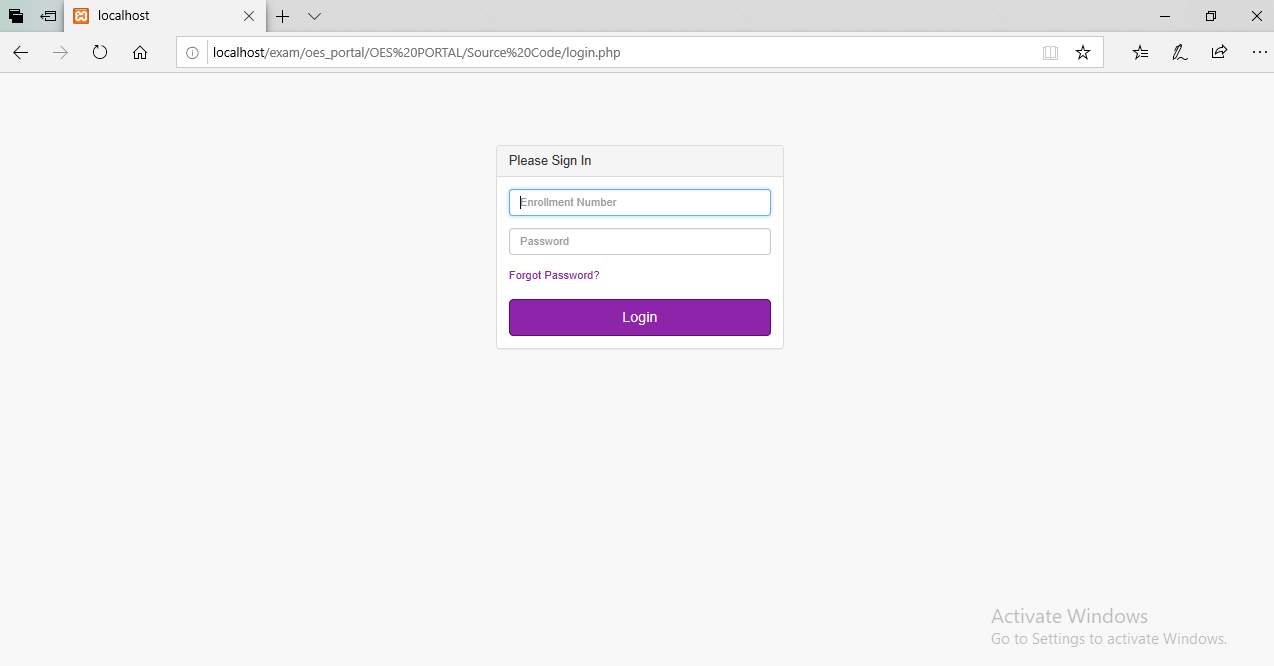 localhost
localhost/exam/oes_portal/OES%20PORTAL/Source%20Code/login.php
Please Sign In
Enrollment Number
Password
Forgot Password?
Login
Activate Windows
Go to Settings to activate Windows.